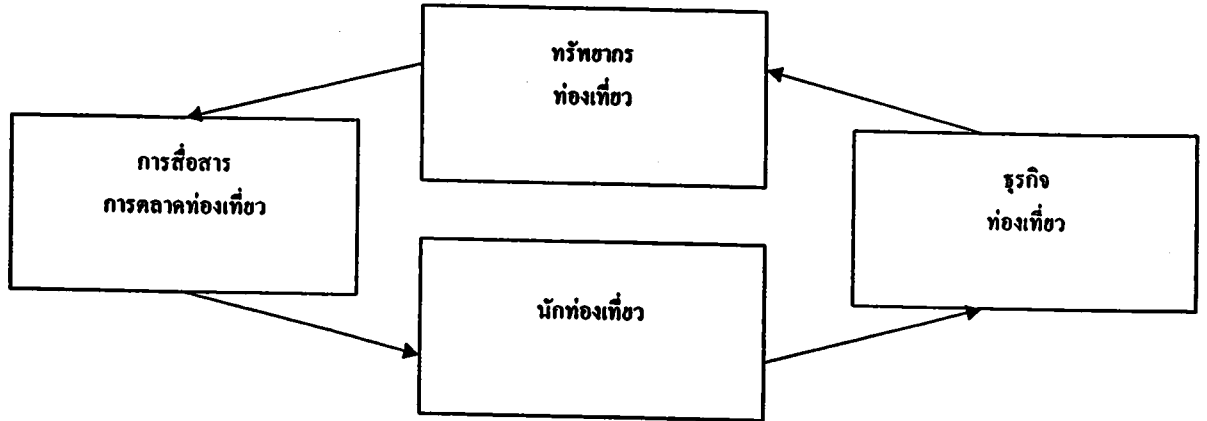 ทรัพยากร
ท่องเที่ยว
การสื่อสาร
การตลาดท่องเที่ยว
ธุรกิจ
ท่องเที่ยว
นักท่องเที่ยว